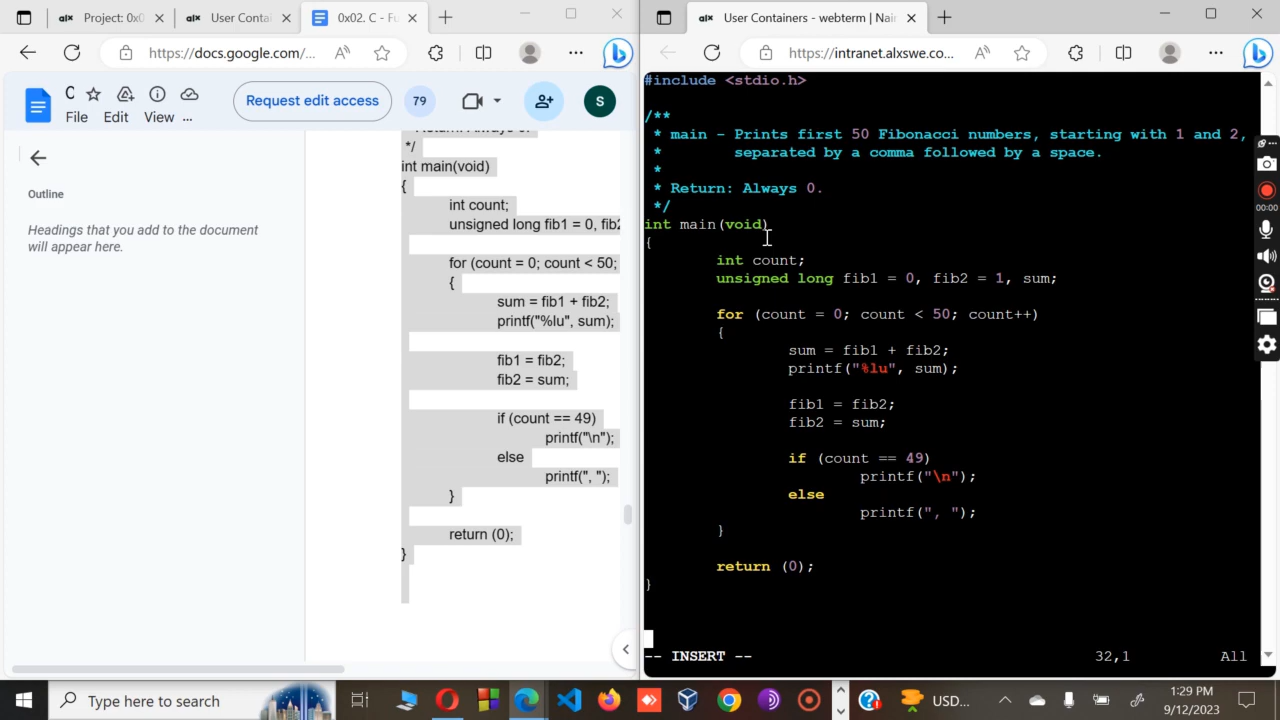 Project: 0x0
User Contai
0x02. C - Fu
User Containers - webterm | Nair
https://docs.google.com/...
https://intranet.alxswe.co...
Request edit access
79
S
File Edit View ...
Outline
Headings that you add to the document
will appear here.
*/
int main(void)
{
int count;
unsigned long fib1 = 0, fib2
for (count = 0; count < 50;
{
sum = fib1 + fib2;
printf("%lu", sum);
fib1 = fib2;
fib2 = sum;
if (count == 49)
printf("\n");
else
printf(", ");
}
return (0);
}
#include <stdio.h>
/**
* main - Prints first 50 Fibonacci numbers, starting with 1 and 2,
* separated by a comma followed by a space.
*
* Return: Always 0.
*/
int main(void)
{
int count;
unsigned long fib1 = 0, fib2 = 1, sum;
for (count = 0; count < 50; count++)
{
sum = fib1 + fib2;
printf("%lu", sum);
fib1 = fib2;
fib2 = sum;
if (count == 49)
printf("\n");
else
printf(", ");
}
return (0);
}
-- INSERT -- 32,1 All
00:00
Type here to search
USD...
1:29 PM
9/12/2023